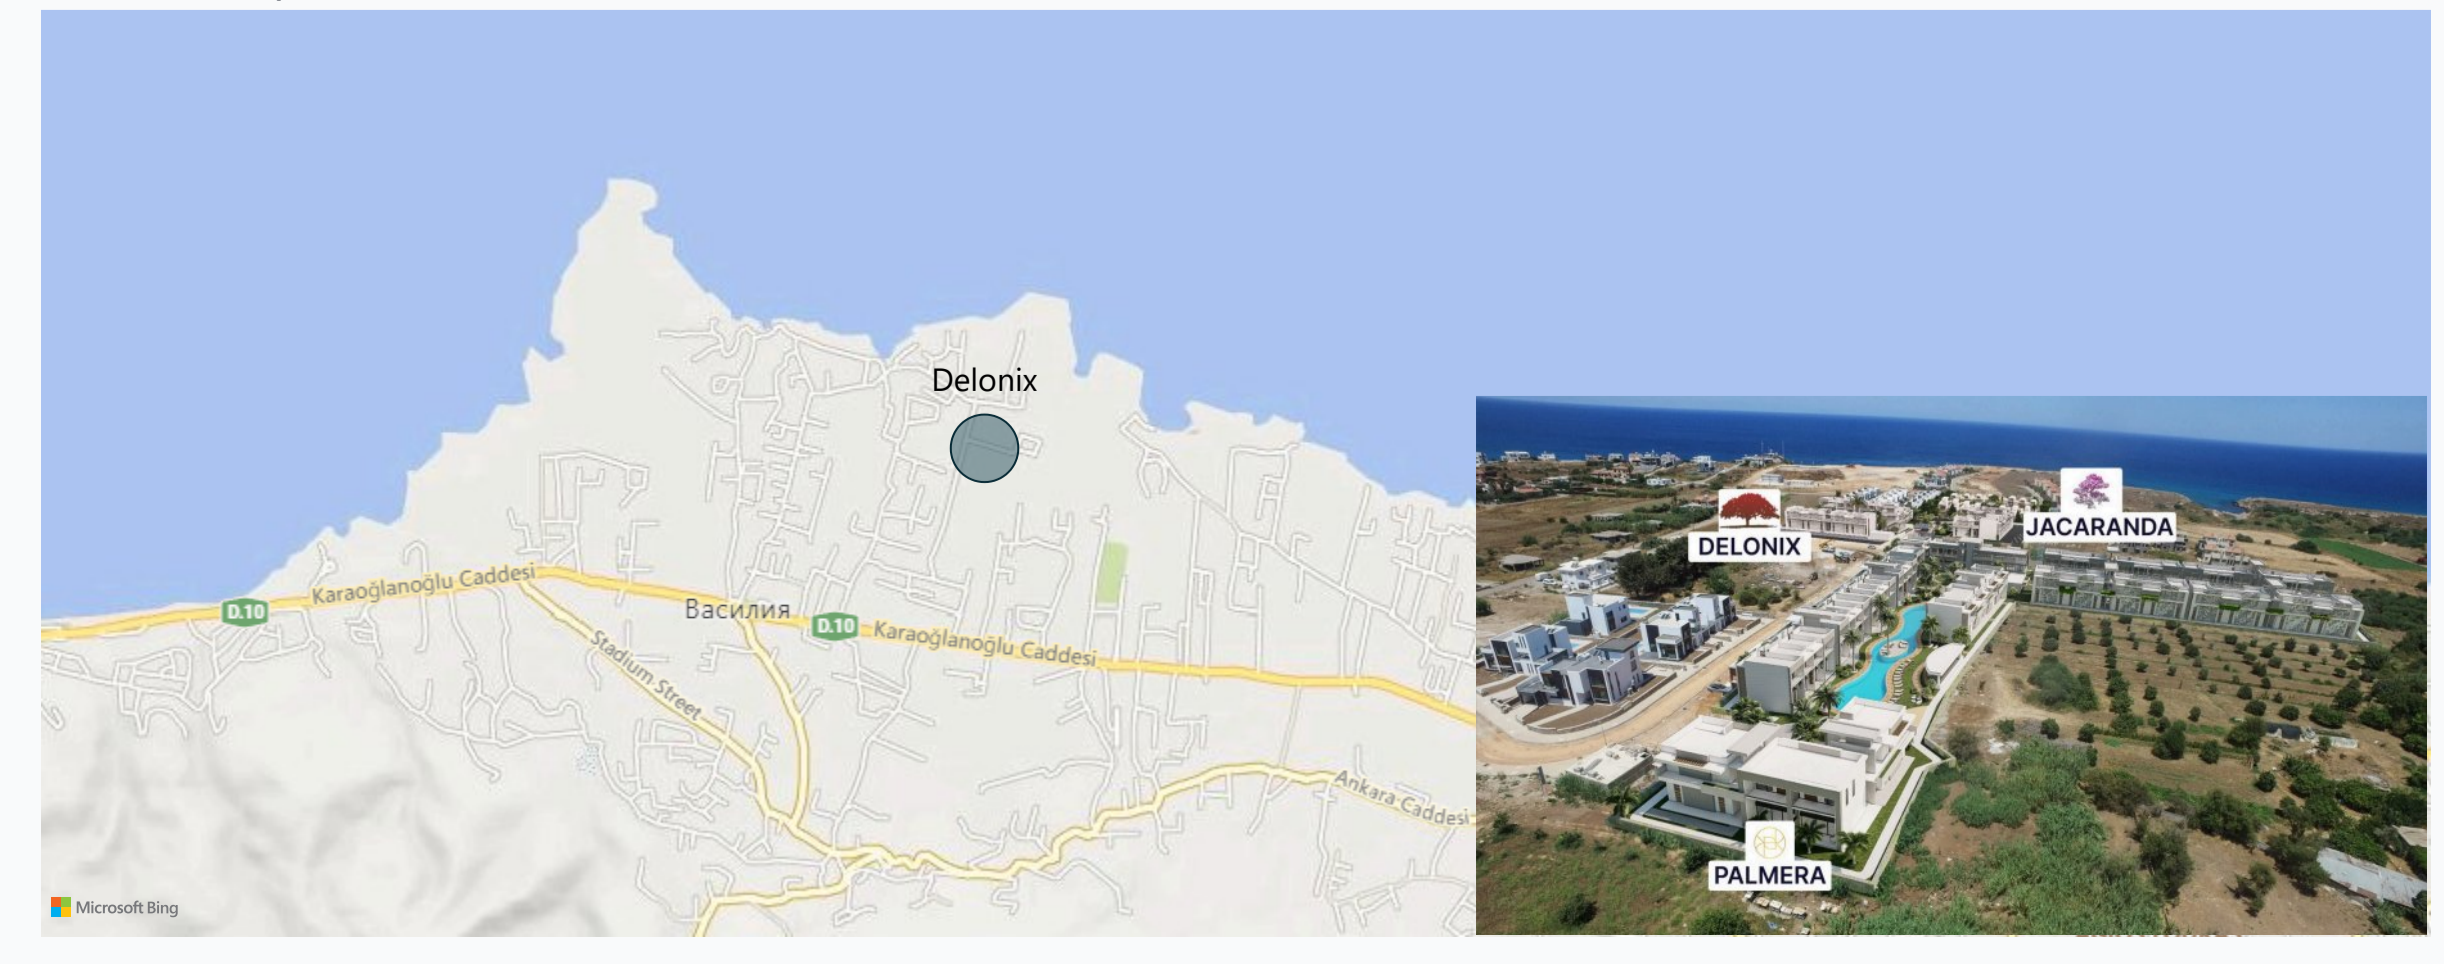 Delonix
Karaoğlanoğlu Caddesi
D.10
Василия
D.10
Karaoğlanoğlu Caddesi
Stadium Street
Ankara Caddesi
Microsoft Bing
DELONIX
JACARANDA
PALMERA